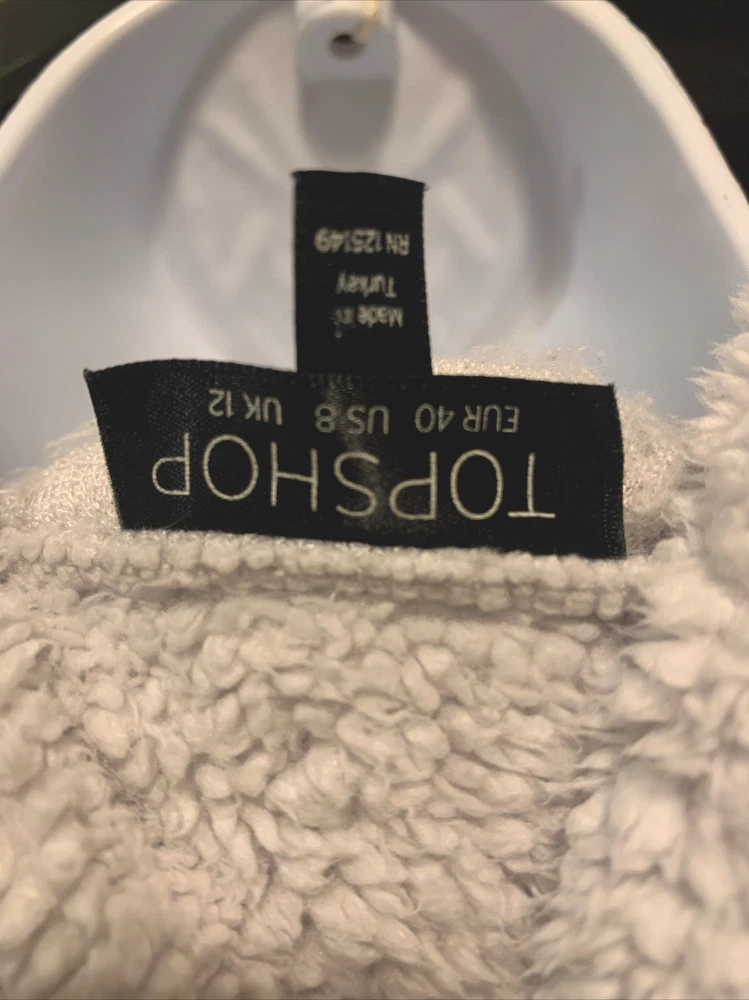 TOPSHOP
EUR 40 US 8 UK 12
Made in
Turkey
RN 125149